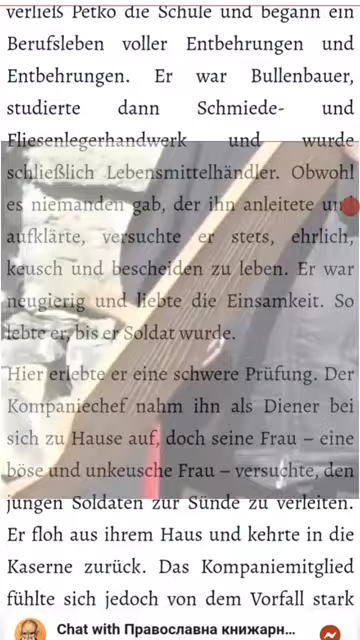 verließ Petko die Schule und begann ein
Berufsleben voller Entbehrungen und
Entbehrungen. Er war Bullenbauer,
studierte dann Schmiede- und
Fliesenlegerhandwerk und wurde
schließlich Lebensmittelhändler. Obwohl
es niemanden gab, der ihn anleitete und
aufklärte, versuchte er stets, ehrlich,
keusch und bescheiden zu leben. Er war
neugierig und liebte die Einsamkeit. So
lebte er, bis er Soldat wurde.
Hier erlebte er eine schwere Prüfung. Der
Kompaniechef nahm ihn als Diener bei
sich zu Hause auf, doch seine Frau – eine
böse und unkeusche Frau – versuchte, den
jungen Soldaten zur Sünde zu verleiten.
Er floh aus ihrem Haus und kehrte in die
Kaserne zurück. Das Kompaniemitglied
fühlte sich jedoch von dem Vorfall stark
Chat with Православна книжарн...